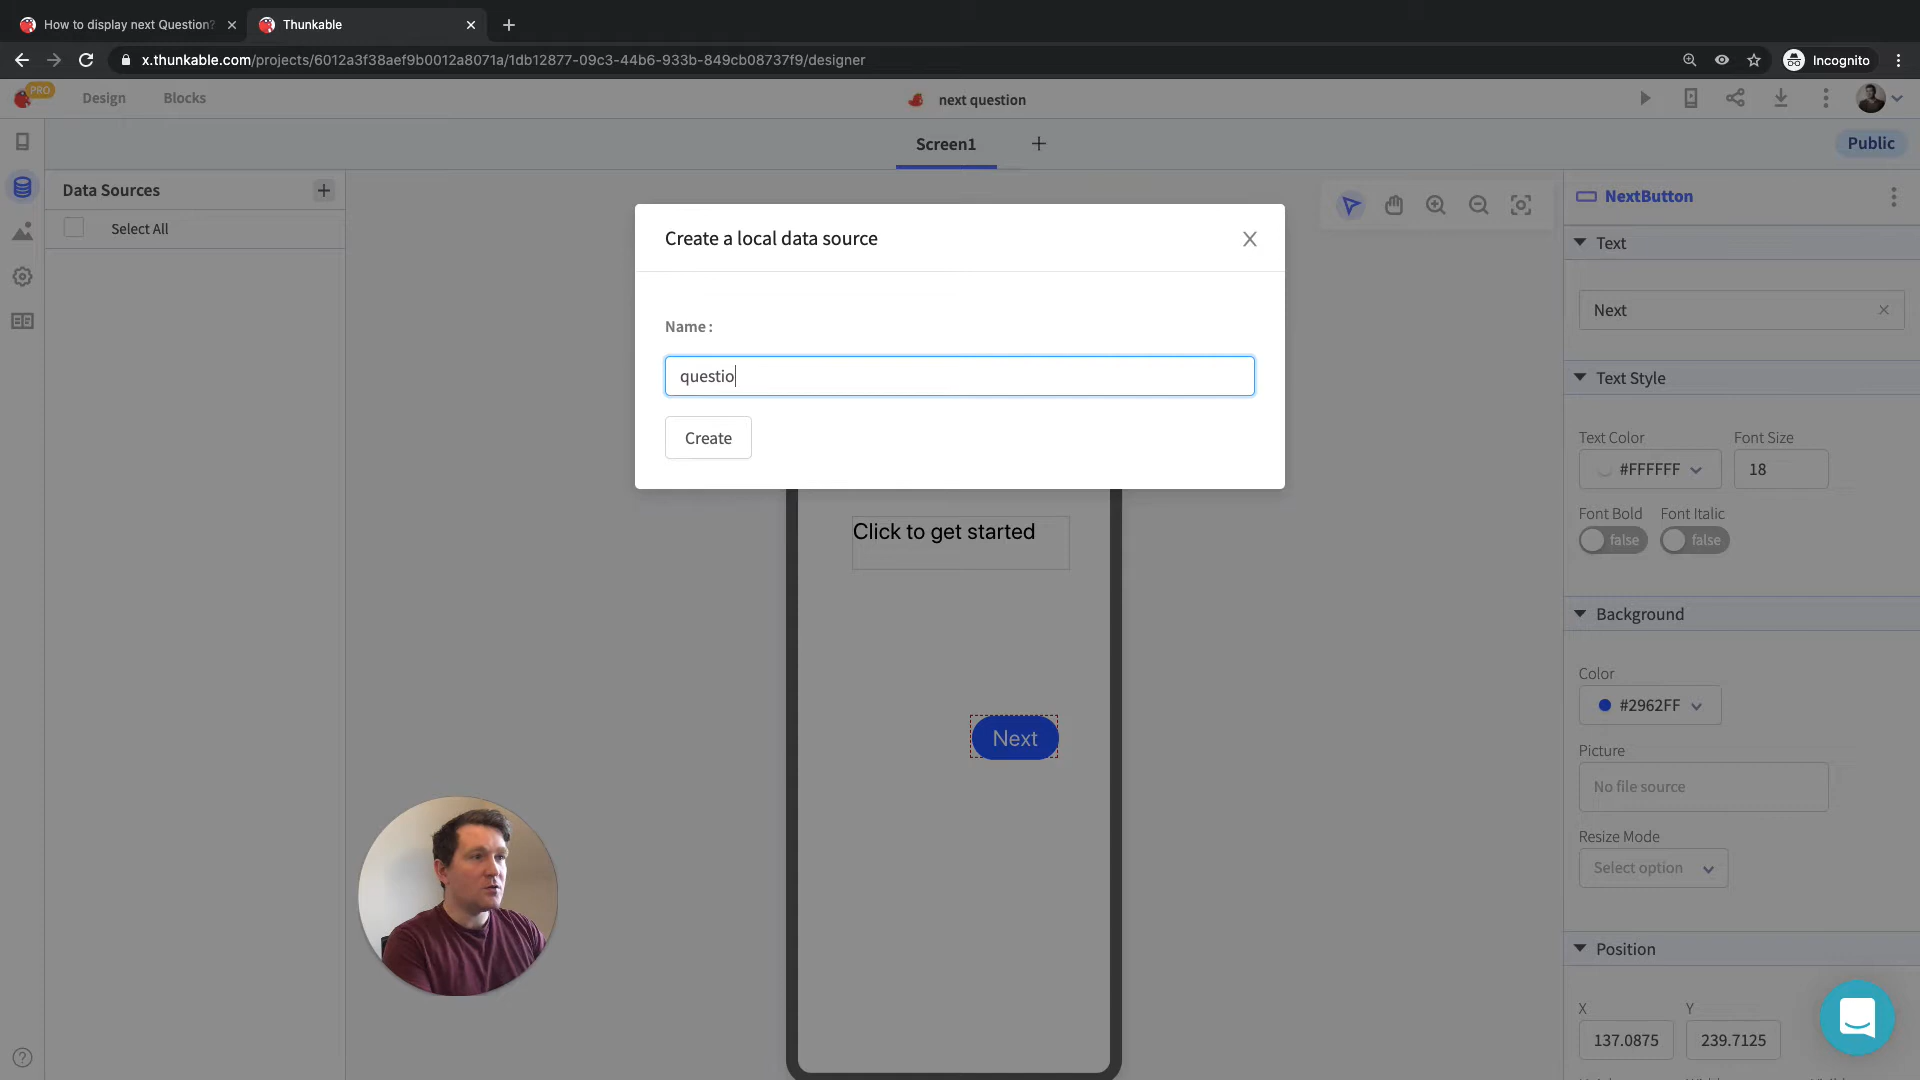 How to display next Question?
Thunkable
x.thunkable.com/projects/6012a3f38aef9b0012a8071a/1db12877-09c3-44b6-933b-849cb08737f9/designer
Incognito
PRO
Design
Blocks
next question
Screen1
Public
Data Sources
Select All
Create a local data source
Name :
questio
Create
Click to get started
Next
NextButton
Text
Next
Text Style
Text Color
Font Size
#FFFFFF
18
Font Bold
Font Italic
false
false
Background
Color
#2962FF
Picture
No file source
Resize Mode
Select option
Position
X
Y
137.0875
239.7125